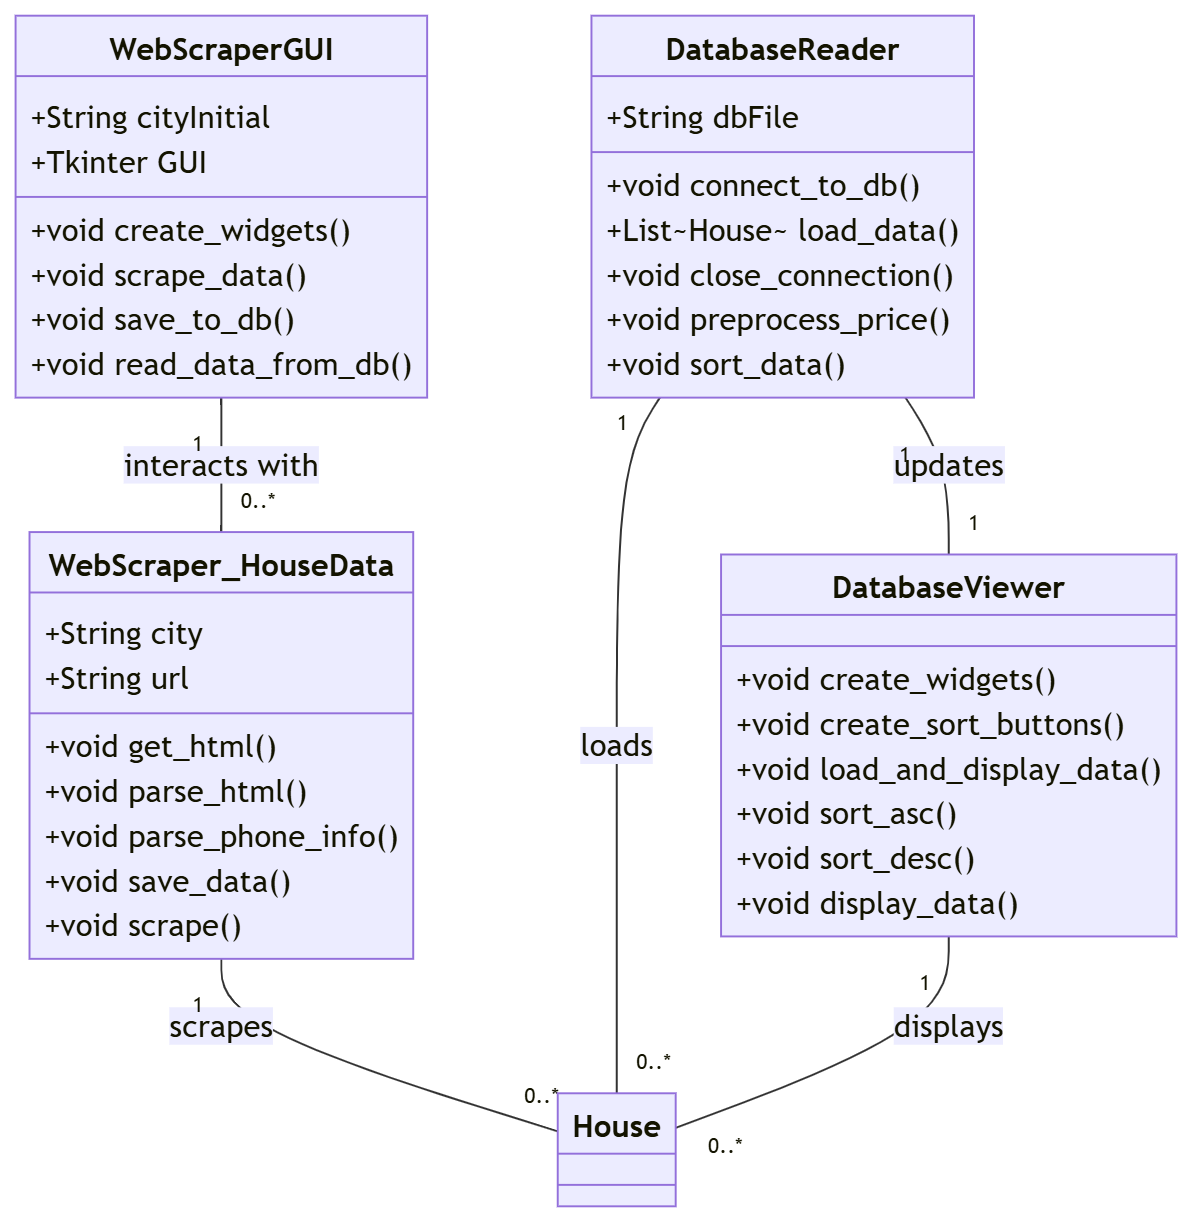 WebScraperGUI
+String cityInitial
+Tkinter GUI
+void create_widgets()
+void scrape_data()
+void save_to_db()
+void read_data_from_db()
DatabaseReader
+String dbFile
+void connect_to_db()
+List~House~ load_data()
+void close_connection()
+void preprocess_price()
+void sort_data()
1
interacts with
0..*
1
loads
0..*
1
updates
1
WebScraper_HouseData
+String city
+String url
+void get_html()
+void parse_html()
+void parse_phone_info()
+void save_data()
+void scrape()
DatabaseViewer
+void create_widgets()
+void create_sort_buttons()
+void load_and_display_data()
+void sort_asc()
+void sort_desc()
+void display_data()
1
scrapes
0..*
1
displays
0..*
House